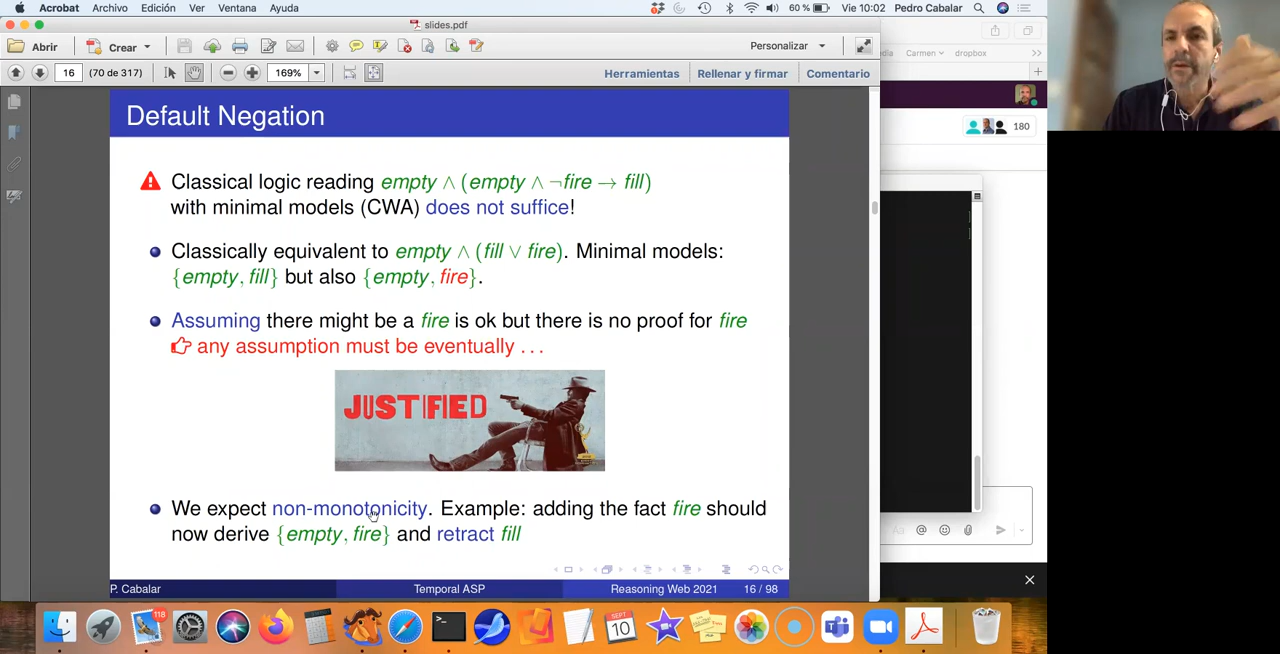 Acrobat Archivo Edición Ver Ventana Ayuda 60 % Vie 10:02 Pedro Cabalar
slides.pdf
Abrir Crear Personalizar
16 (70 de 317) 169% Herramientas Rellenar y firmar Comentario
Carmen dropbox
180
Default Negation
Classical logic reading empty ∧ (empty ∧ ¬fire → fill)
with minimal models (CWA) does not suffice!
Classically equivalent to empty ∧ (fill ∨ fire). Minimal models:
{empty, fill} but also {empty, fire}.
Assuming there might be a fire is ok but there is no proof for fire
any assumption must be eventually . . .
JUSTIFIED
We expect non-monotonicity. Example: adding the fact fire should
now derive {empty, fire} and retract fill
P. Cabalar Temporal ASP Reasoning Web 2021 16 / 98
Aa @
118
SEPT
10